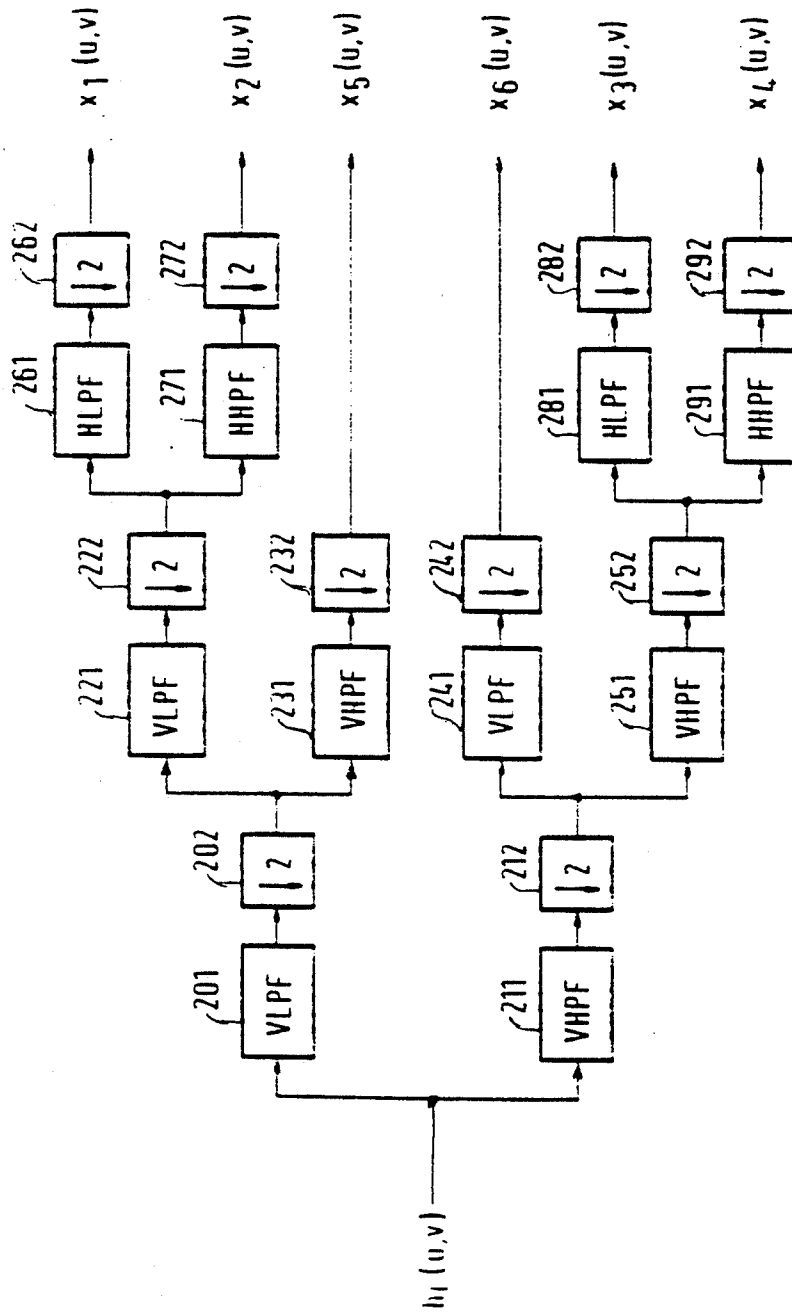 h1 (u,v)
201
VLPF
202
↓2
211
VHPF
212
↓2
221
VLPF
222
↓2
231
VHPF
232
↓2
241
VLPF
242
↓2
251
VHPF
252
↓2
261
HLPF
262
↓2
271
HHPF
272
↓2
281
HLPF
282
↓2
291
HHPF
292
↓2
x1 (u,v)
x2 (u,v)
x5 (u,v)
x6 (u,v)
x3 (u,v)
x4 (u,v)